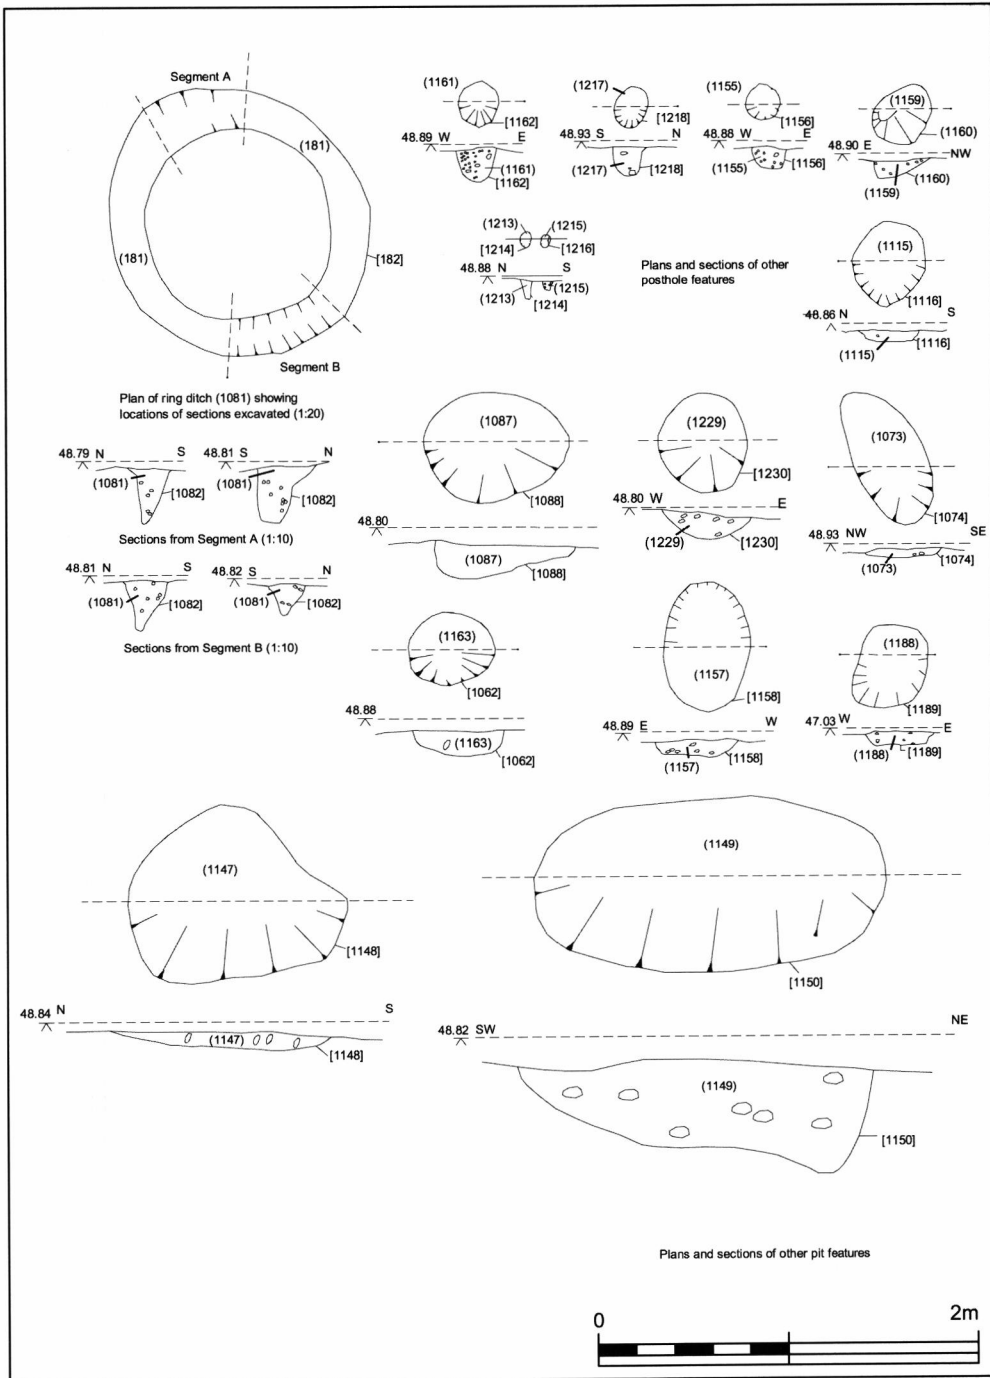 Segment A
(181)
(181)
[182]
Segment B
Plan of ring ditch (1081) showing
locations of sections excavated (1:20)
48.79 N S
(1081)
[1082]
48.81 S N
(1081)
[1082]
Sections from Segment A (1:10)
48.81 N S
(1081)
[1082]
48.82 S N
(1081)
[1082]
Sections from Segment B (1:10)
(1161)
[1162]
48.89 W E
(1161)
[1162]
(1217)
[1218]
48.93 S N
(1217)
[1218]
(1155)
[1156]
48.88 W E
(1155)
[1156]
(1159)
[1160]
48.90 E NW
[1160]
(1159)
(1213) (1215)
[1214] [1216]
48.88 N S
(1213) (1215)
[1214]
Plans and sections of other
posthole features
(1115)
[1116]
48.86 N S
(1115)
[1116]
(1087)
[1088]
48.80
(1087)
[1088]
(1229)
[1230]
48.80 W E
(1229)
[1230]
(1073)
[1074]
48.93 NW SE
(1073)
[1074]
(1163)
[1062]
48.88
(1163)
[1062]
(1157)
[1158]
48.89 E W
(1157)
[1158]
(1188)
[1189]
47.03 W E
(1188)
[1189]
(1147)
[1148]
48.84 N S
(1147)
[1148]
(1149)
[1150]
48.82 SW NE
(1149)
[1150]
Plans and sections of other pit features
0 2m